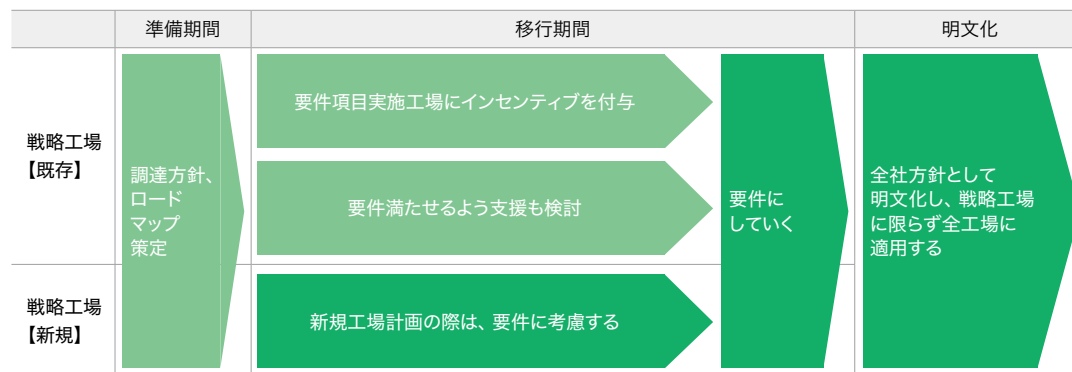 準備期間
移行期間
明文化
戦略工場
【既存】
調達方針、
ロード
マップ
策定
要件項目実施工場にインセンティブを付与
要件満たせるよう支援も検討
要件に
していく
全社方針として
明文化し、戦略工場
に限らず全工場に
適用する
戦略工場
【新規】
新規工場計画の際は、要件に考慮する